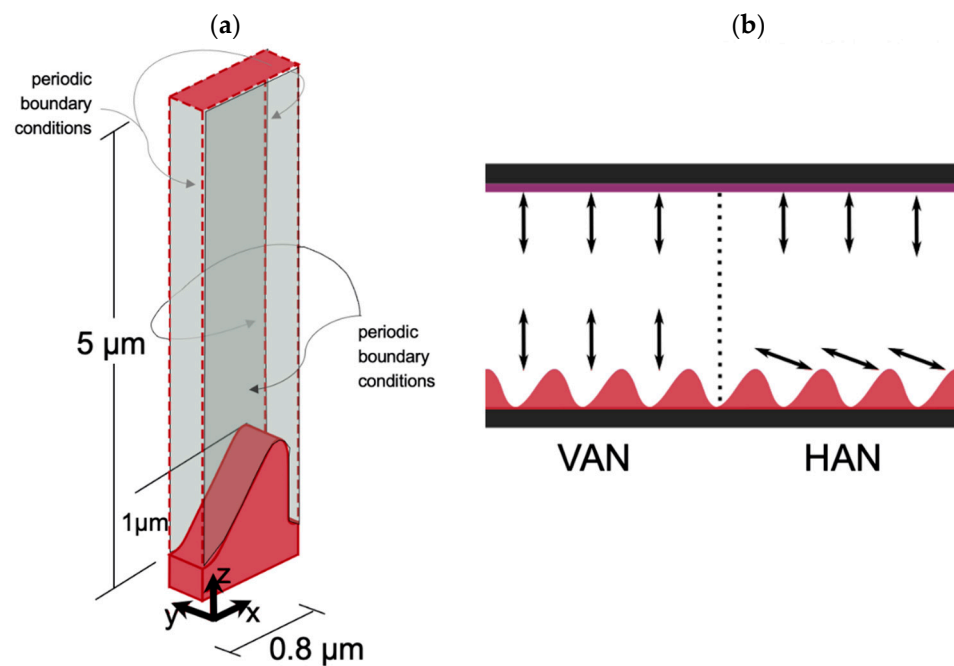 (a)
(b)
periodic
boundary
conditions
5 μm
periodic
boundary
conditions
1μm
z
y
x
0.8 μm
VAN
HAN